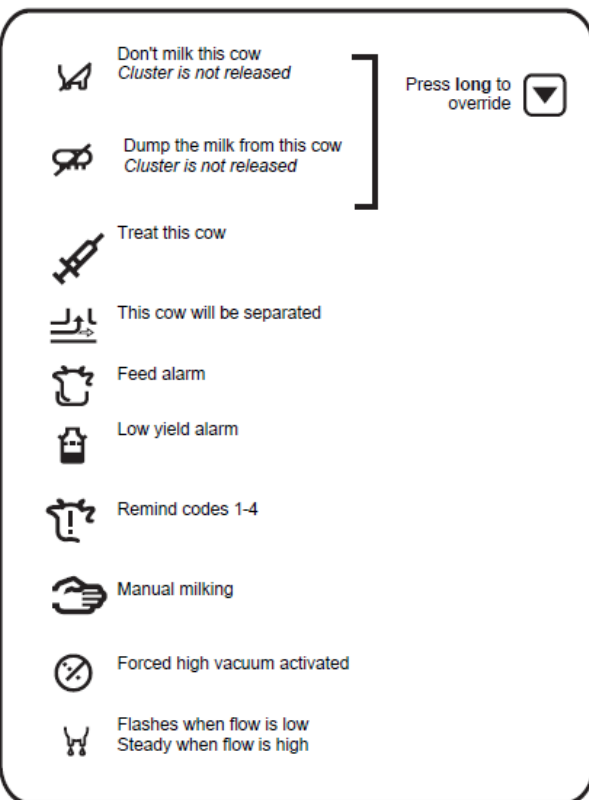 Don't milk this cow
Cluster is not released
Press long to
override
Dump the milk from this cow
Cluster is not released
Treat this cow
This cow will be separated
Feed alarm
Low yield alarm
Remind codes 1-4
Manual milking
Forced high vacuum activated
Flashes when flow is low
Steady when flow is high